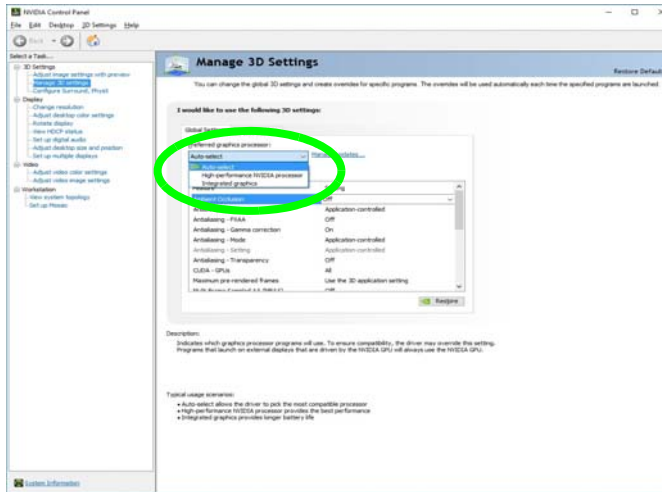 NVIDIA Control Panel
File Edit Desktop 3D Settings Help
Back
Select a Task...
3D Settings
Adjust image settings with preview
Manage 3D settings
Configure Surround, PhysX
Display
Change resolution
Adjust desktop color settings
Rotate display
View HDCP status
Set up digital audio
Adjust desktop size and position
Set up multiple displays
Video
Adjust video color settings
Adjust video image settings
Workstation
View system topology
Set up Mosaic
System Information
Manage 3D Settings
Restore Defaul
You can change the global 3D settings and create overrides for specific programs. The overrides will be used automatically each time the specified programs are launched.
I would like to use the following 3D settings:
Global Settings
Preferred graphics processor:
Auto-select
Auto-select
High-performance NVIDIA processor
Integrated graphics
Feature
Ambient Occlusion Off
Application-controlled
Antialiasing - FXAA Off
Antialiasing - Gamma correction On
Antialiasing - Mode Application-controlled
Antialiasing - Setting Application-controlled
Antialiasing - Transparency Off
CUDA - GPUs All
Maximum pre-rendered frames Use the 3D application setting
Off
Restore
Description:
Indicates which graphics processor programs will use. To ensure compatibility, the driver may override this setting.
Programs that launch on external displays that are driven by the NVIDIA GPU will always use the NVIDIA GPU.
Typical usage scenarios:
• Auto-select allows the driver to pick the most compatible processor
• High-performance NVIDIA processor provides the best performance
• Integrated graphics provides longer battery life